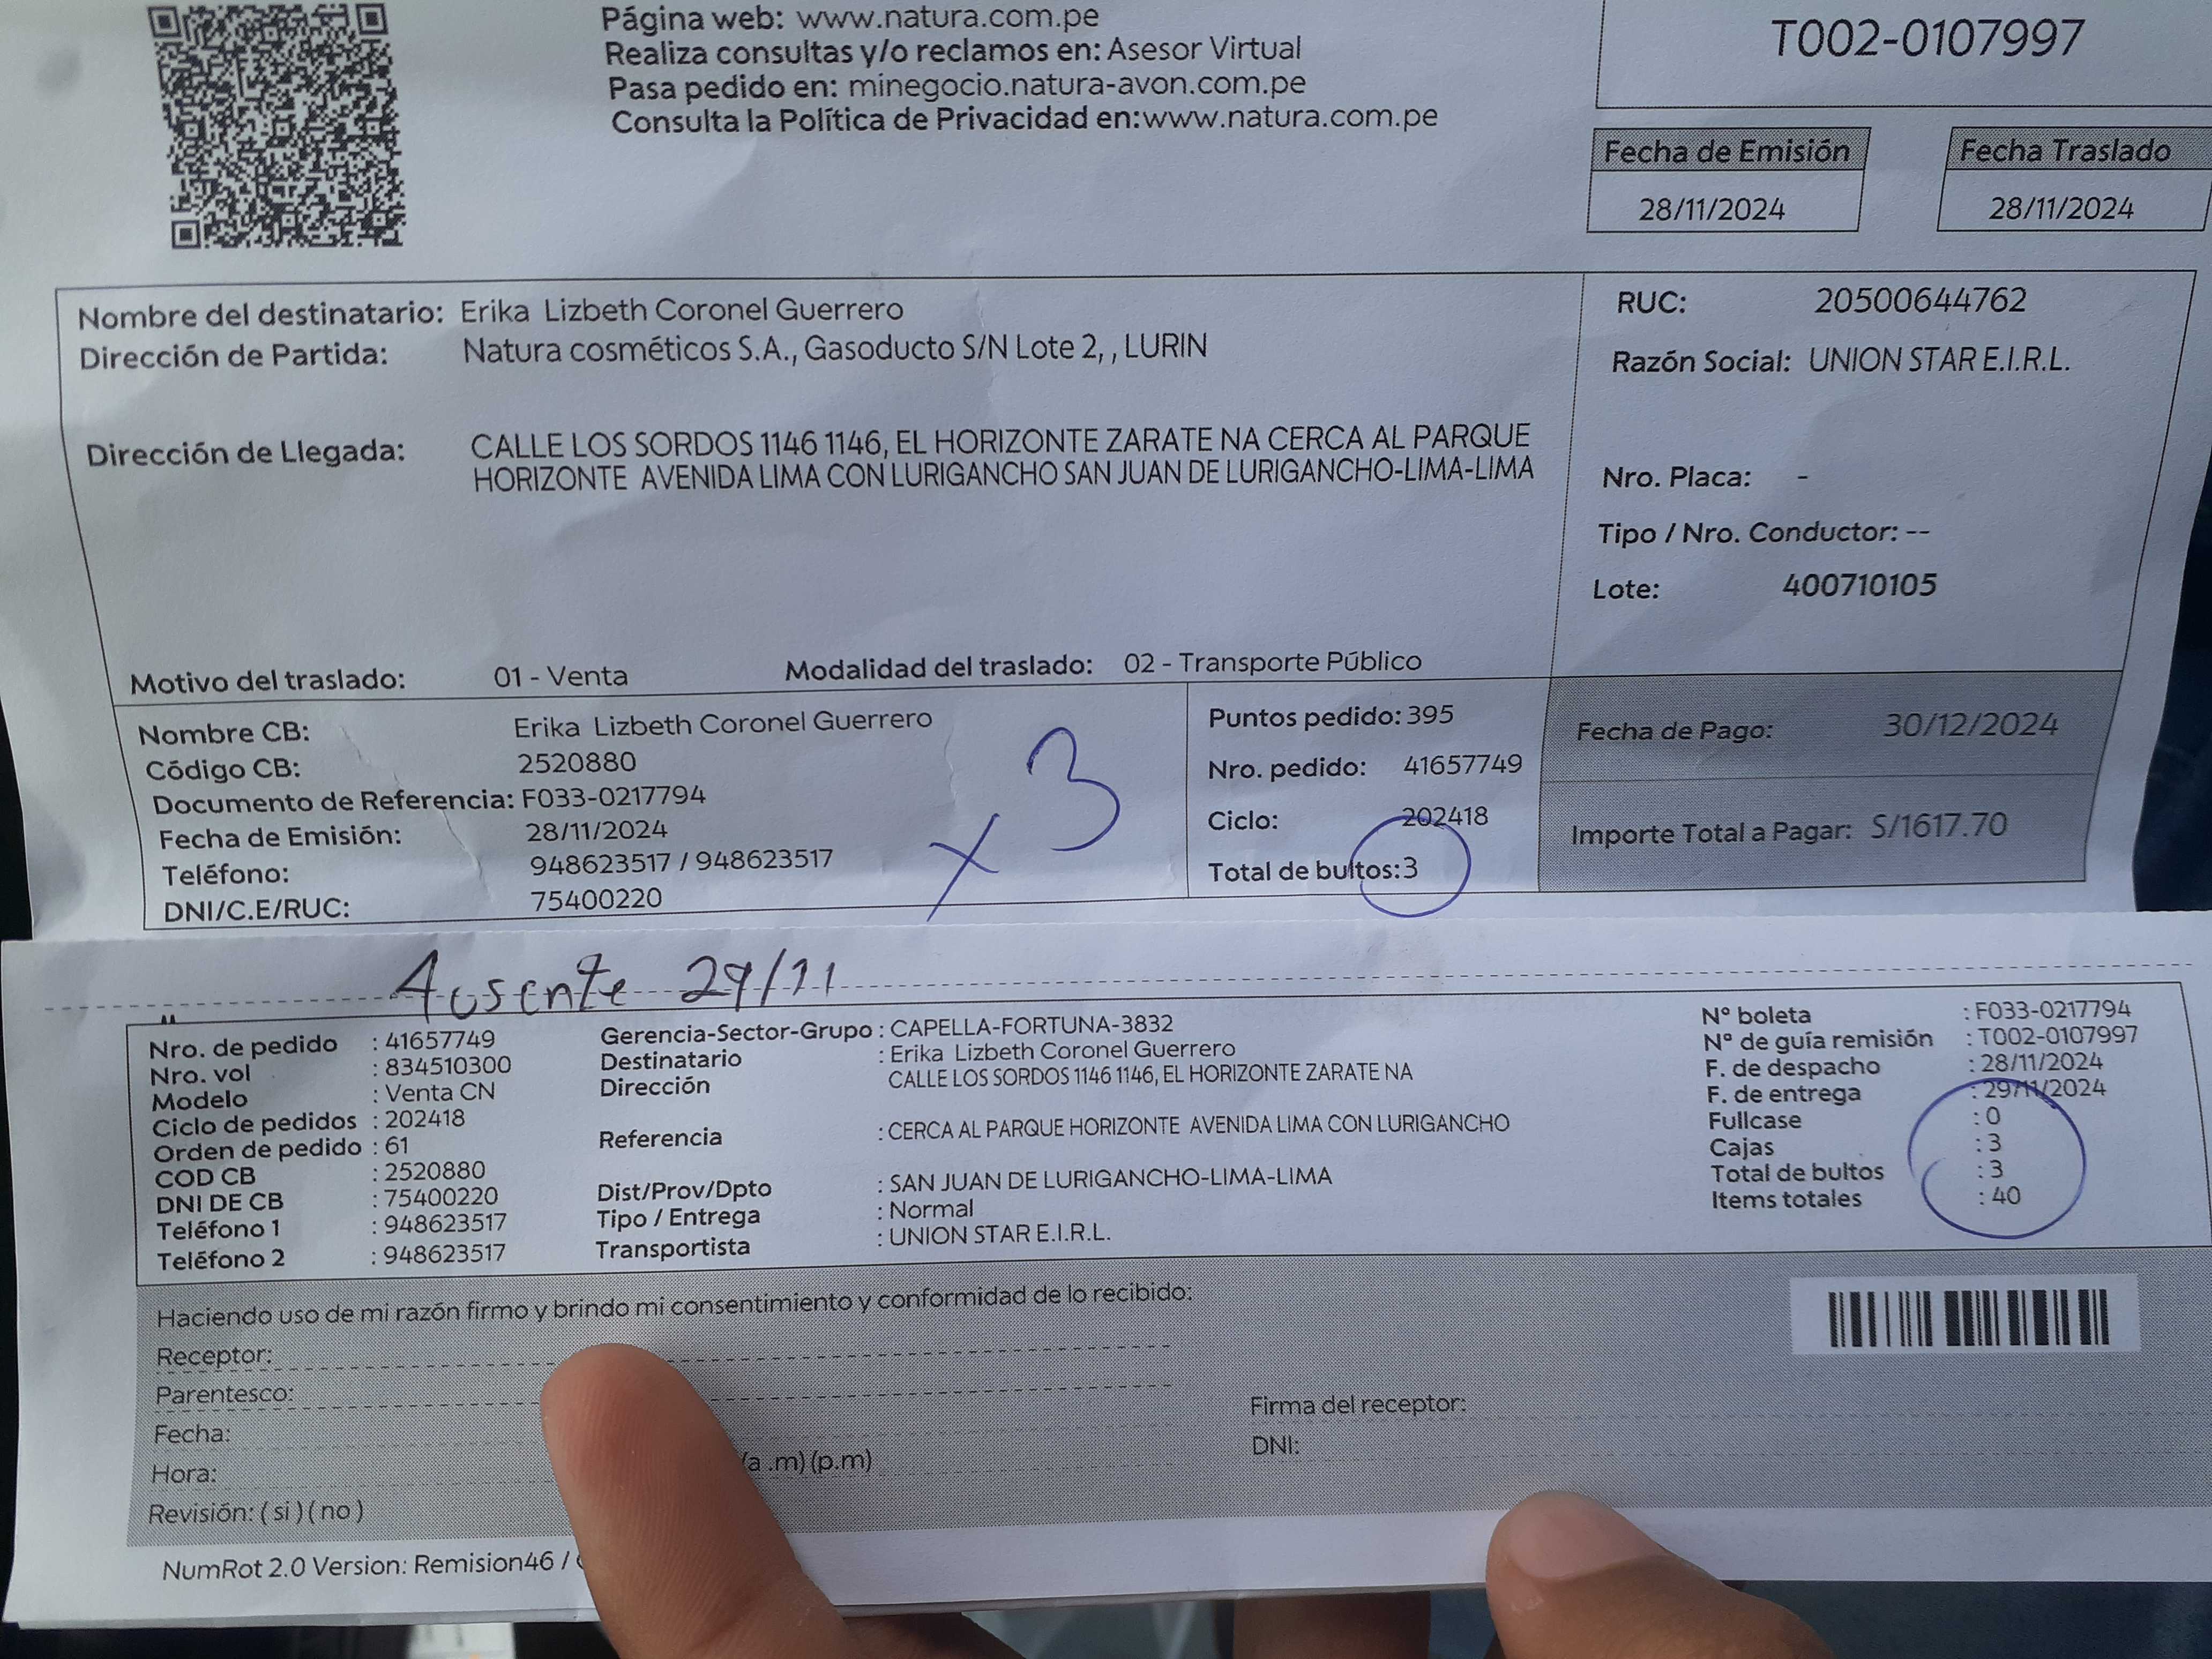 Página web: www.natura.com.pe
Realiza consultas y/o reclamos en: Asesor Virtual
Pasa pedido en: minegocio.natura-avon.com.pe
Consulta la Política de Privacidad en:www.natura.com.pe
T002-0107997
Fecha de Emisión
28/11/2024
Fecha Traslado
28/11/2024
Nombre del destinatario: Erika Lizbeth Coronel Guerrero
Dirección de Partida: Natura cosméticos S.A., Gasoducto S/N Lote 2, , LURIN
Dirección de Llegada: CALLE LOS SORDOS 1146 1146, EL HORIZONTE ZARATE NA CERCA AL PARQUE
HORIZONTE AVENIDA LIMA CON LURIGANCHO SAN JUAN DE LURIGANCHO-LIMA-LIMA
Motivo del traslado: 01 - Venta Modalidad del traslado: 02 - Transporte Público
RUC: 20500644762
Razón Social: UNION STAR E.I.R.L.
Nro. Placa: -
Tipo / Nro. Conductor: --
Lote: 400710105
Nombre CB: Erika Lizbeth Coronel Guerrero
Código CB: 2520880
Documento de Referencia: F033-0217794
Fecha de Emisión: 28/11/2024
Teléfono: 948623517 / 948623517
DNI/C.E/RUC: 75400220
x 3
Puntos pedido: 395
Nro. pedido: 41657749
Ciclo: 202418
Total de bultos:3
Fecha de Pago: 30/12/2024
Importe Total a Pagar: S/1617.70
Ausente 29/11
Nro. de pedido : 41657749
Nro. vol : 834510300
Modelo : Venta CN
Ciclo de pedidos : 202418
Orden de pedido : 61
COD CB : 2520880
DNI DE CB : 75400220
Teléfono 1 : 948623517
Teléfono 2 : 948623517
Gerencia-Sector-Grupo : CAPELLA-FORTUNA-3832
Destinatario : Erika Lizbeth Coronel Guerrero
Dirección CALLE LOS SORDOS 1146 1146, EL HORIZONTE ZARATE NA
Referencia : CERCA AL PARQUE HORIZONTE AVENIDA LIMA CON LURIGANCHO
Dist/Prov/Dpto : SAN JUAN DE LURIGANCHO-LIMA-LIMA
Tipo / Entrega : Normal
Transportista : UNION STAR E.I.R.L.
N° boleta : F033-0217794
N° de guía remisión : T002-0107997
F. de despacho : 28/11/2024
F. de entrega : 29/11/2024
Fullcase : 0
Cajas : 3
Total de bultos : 3
Items totales : 40
Haciendo uso de mi razón firmo y brindo mi consentimiento y conformidad de lo recibido:
Receptor:
Parentesco:
Fecha:
Hora: (a .m) (p.m)
Revisión: ( si ) ( no )
Firma del receptor:
DNI:
NumRot 2.0 Version: Remision46 /